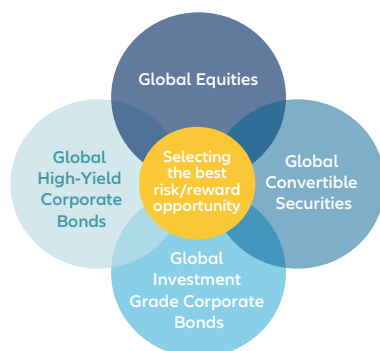 Global Equities
Global
High-Yield
Corporate
Bonds
Selecting
the best
risk/reward
opportunity
Global
Convertible
Securities
Global
Investment
Grade Corporate
Bonds